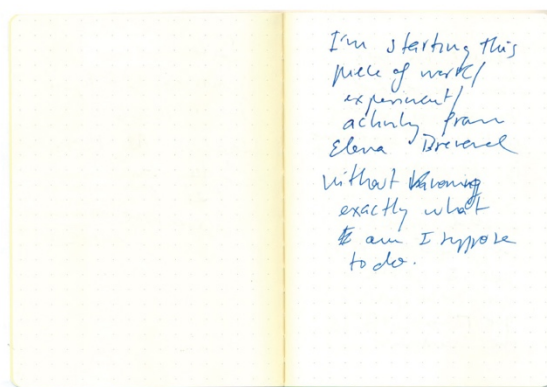 I'm starting this
piece of work/
experiment/
activity from
Elena
without knowing
exactly what
am I suppose
to do.